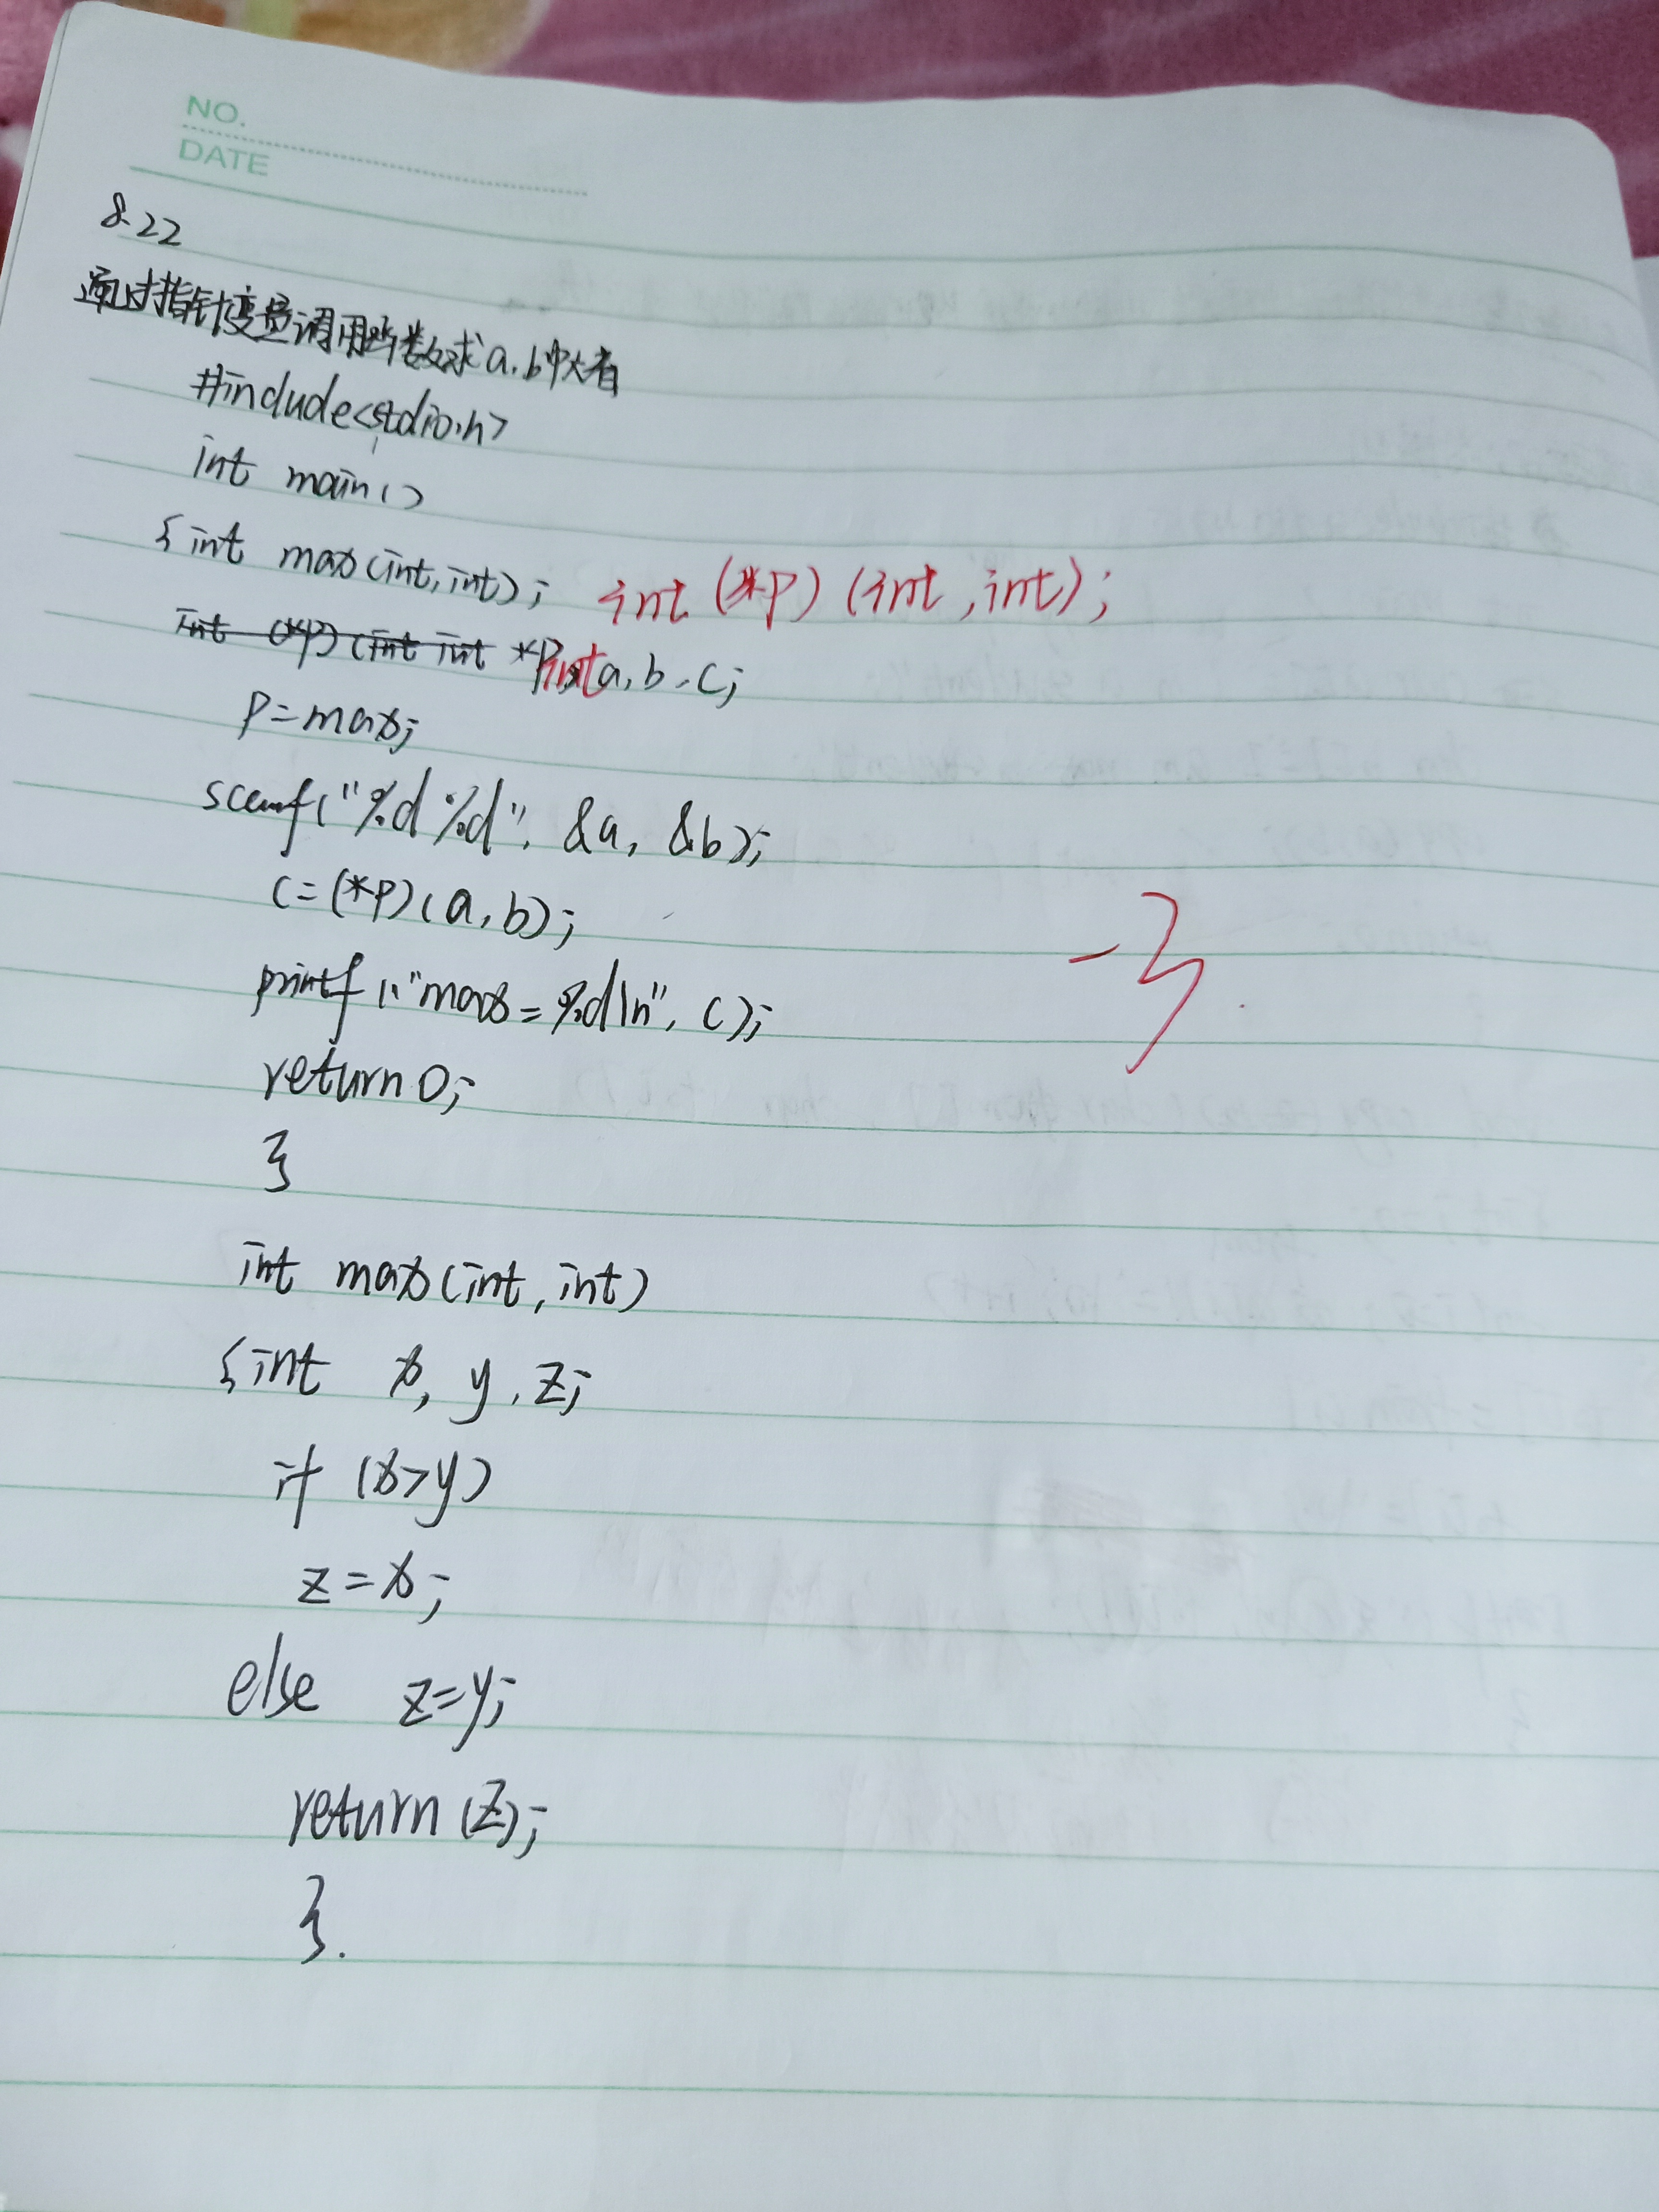 NO.
DATE
8.22
通过指针变量调用函数求a.b中大者
#include<stdio.h>
int main()
{int max(int,int); int (*p) (int,int);
int (*p) (int int *p, int a, b, c;
p=max;
scanf("%d %d", &a, &b);
c=(*p)(a,b);
printf("max=%d\n", c);
-3
return 0;
}
int max(int,int)
{int x, y, z;
if (x>y)
z=x;
else z=y;
return(z);
}.